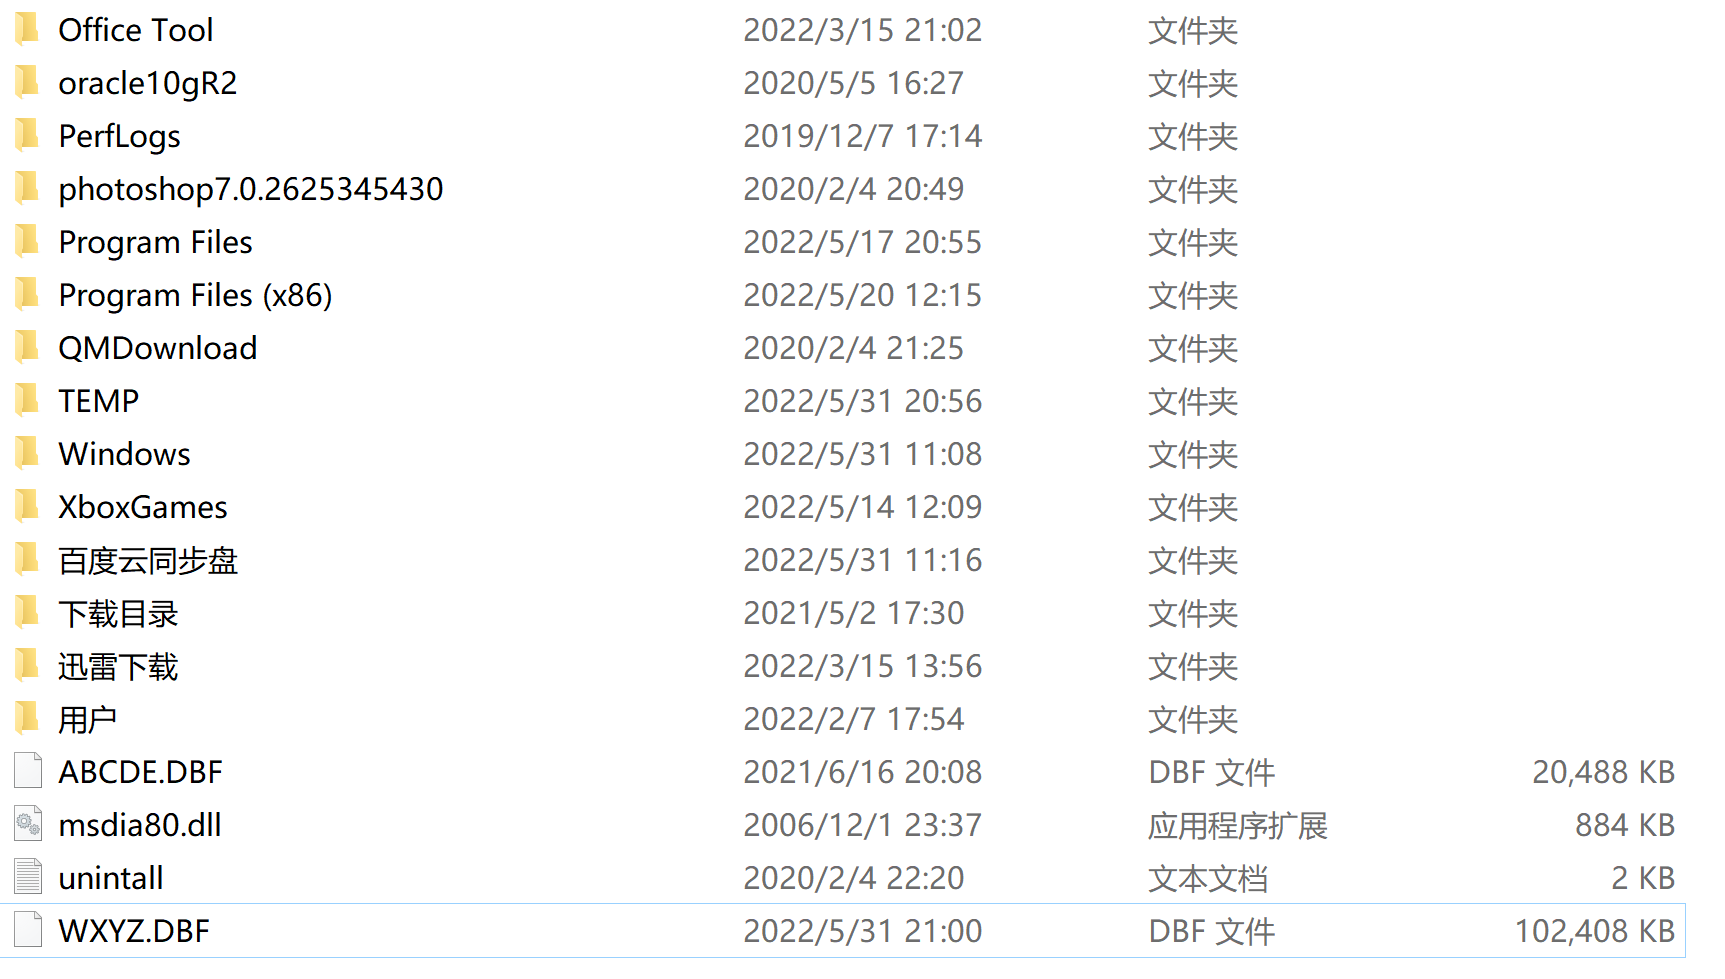 Office Tool 2022/3/15 21:02 文件夹
oracle10gR2 2020/5/5 16:27 文件夹
PerfLogs 2019/12/7 17:14 文件夹
photoshop7.0.2625345430 2020/2/4 20:49 文件夹
Program Files 2022/5/17 20:55 文件夹
Program Files (x86) 2022/5/20 12:15 文件夹
QMDownload 2020/2/4 21:25 文件夹
TEMP 2022/5/31 20:56 文件夹
Windows 2022/5/31 11:08 文件夹
XboxGames 2022/5/14 12:09 文件夹
百度云同步盘 2022/5/31 11:16 文件夹
下载目录 2021/5/2 17:30 文件夹
迅雷下载 2022/3/15 13:56 文件夹
用户 2022/2/7 17:54 文件夹
ABCDE.DBF 2021/6/16 20:08 DBF 文件 20,488 KB
msdia80.dll 2006/12/1 23:37 应用程序扩展 884 KB
unintall 2020/2/4 22:20 文本文档 2 KB
WXYZ.DBF 2022/5/31 21:00 DBF 文件 102,408 KB